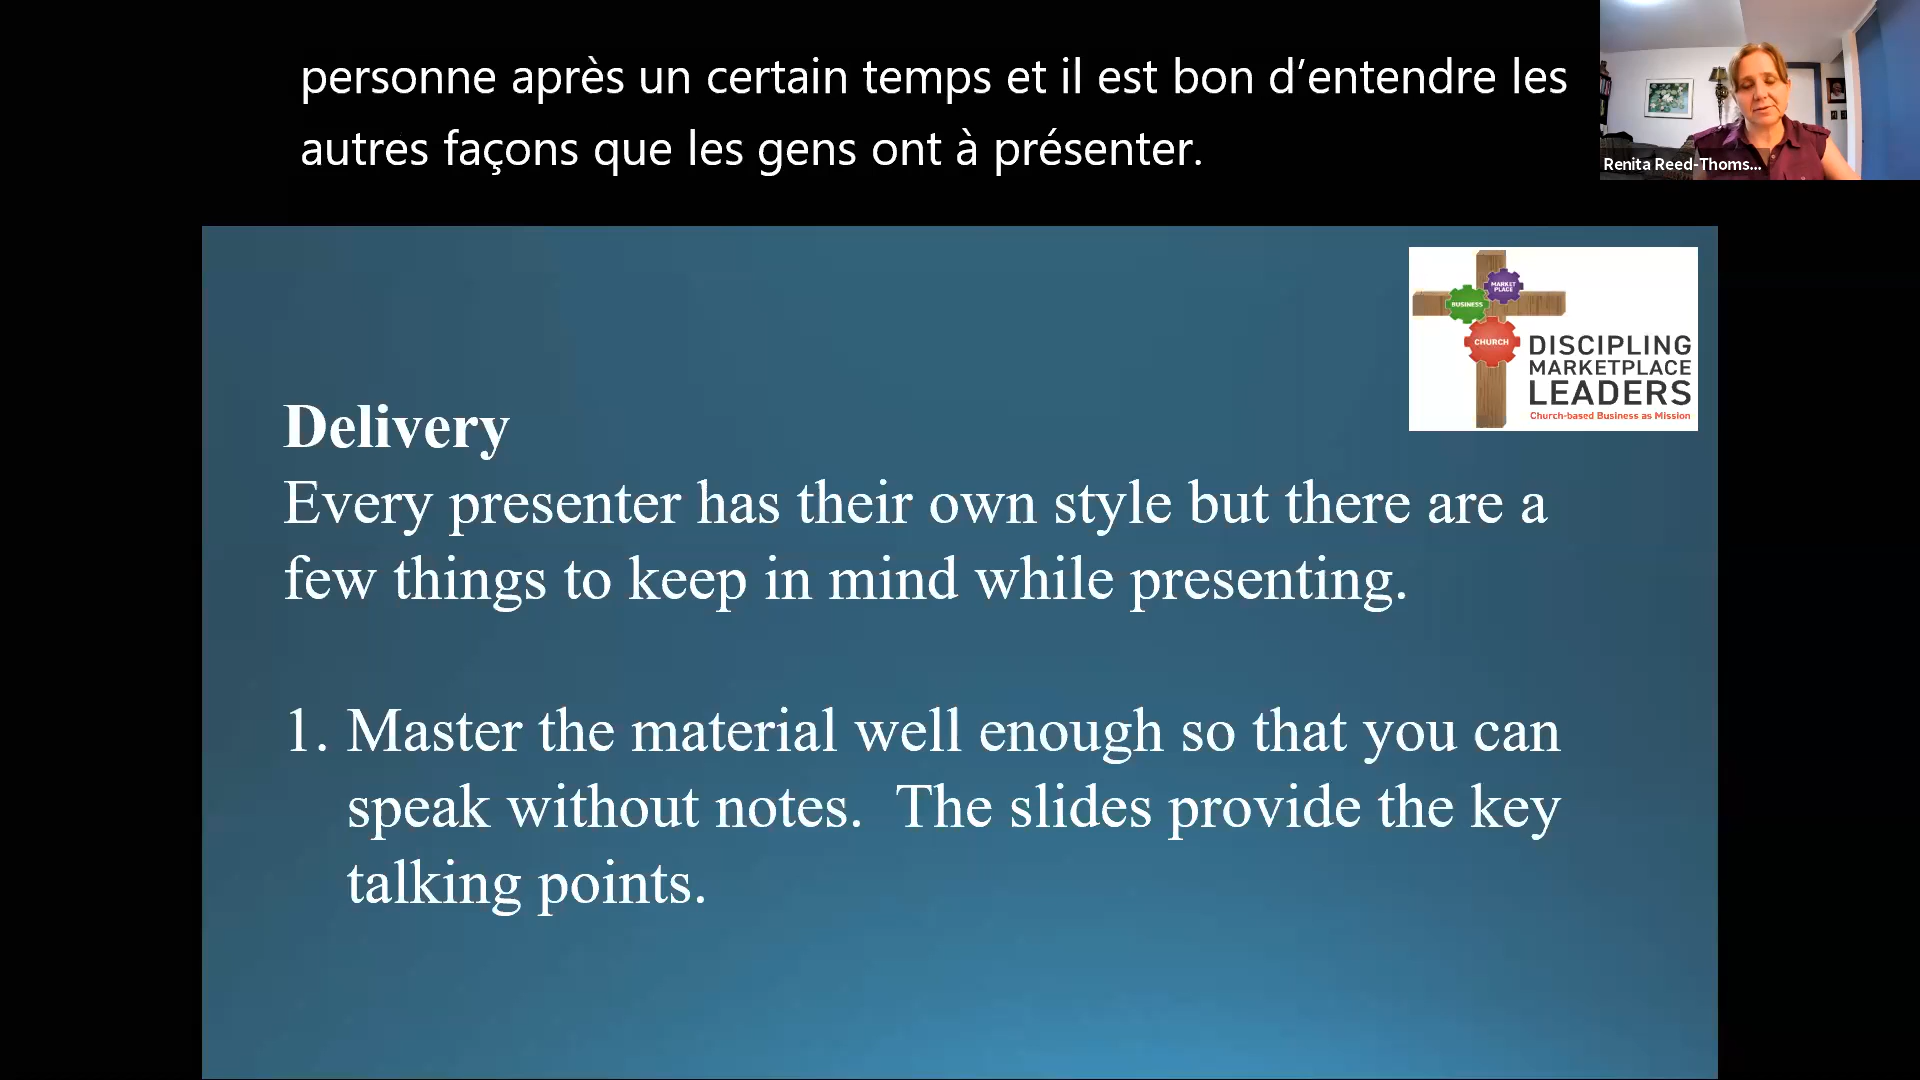 personne après un certain temps et il est bon d’entendre les
autres façons que les gens ont à présenter.
Renita Reed-Thoms...
MARKET
PLACE
BUSINESS
CHURCH
DISCIPLING
MARKETPLACE
LEADERS
Church-based Business as Mission
Delivery
Every presenter has their own style but there are a
few things to keep in mind while presenting.
1. Master the material well enough so that you can
speak without notes.  The slides provide the key
talking points.